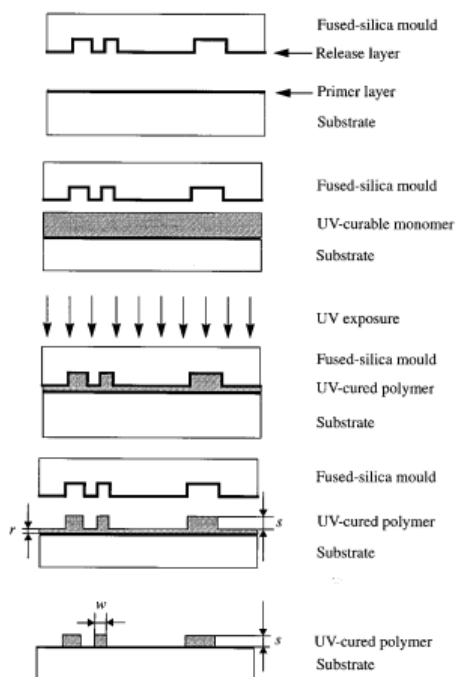 Fused-silica mould
Release layer
Primer layer
Substrate
Fused-silica mould
UV-curable monomer
Substrate
UV exposure
Fused-silica mould
UV-cured polymer
Substrate
Fused-silica mould
UV-cured polymer
s
r
Substrate
w
UV-cured polymer
s
Substrate